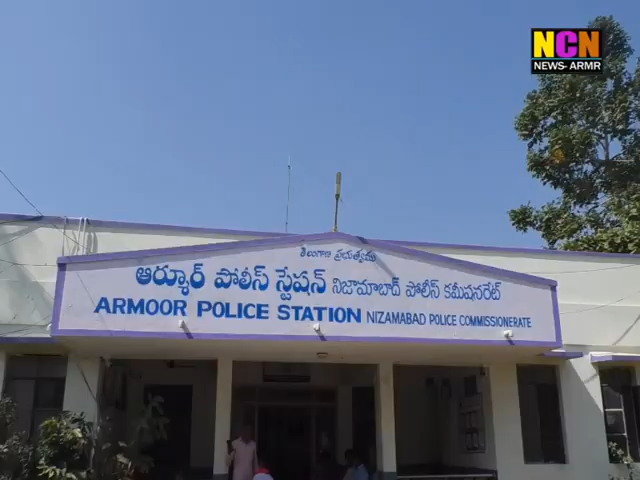 NCN
NEWS- ARMR
తెలంగాణ ప్రభుత్వము
ఆర్మూర్ పోలీస్ స్టేషన్ నిజామాబాద్ పోలీస్ కమీషనరేట్
ARMOOR POLICE STATION NIZAMABAD POLICE COMMISSIONERATE